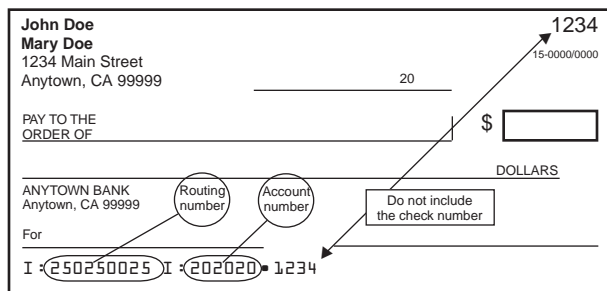 John Doe 1234
Mary Doe
15-0000/0000
1234 Main Street
Anytown, CA 99999 20
PAY TO THE
ORDER OF $
DOLLARS
ANYTOWN BANK Routing Account
Anytown, CA 99999 number number
Do not include
the check number
For
I:250250025 I:202020 1234